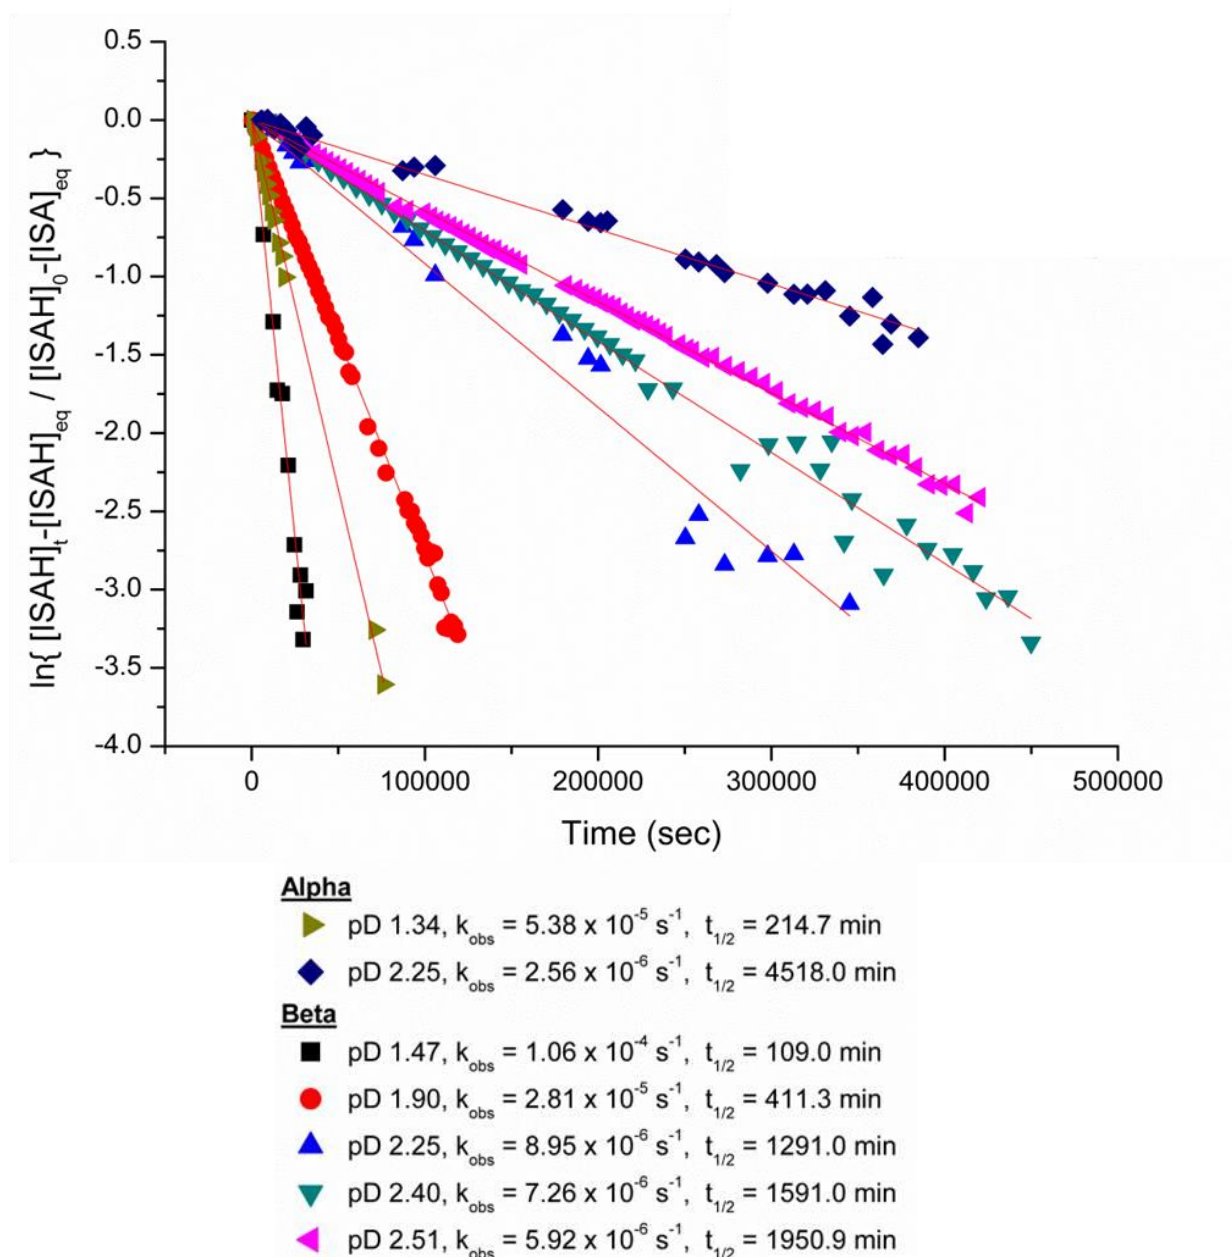 ln{ [ISAH]t-[ISAH]eq / [ISAH]0-[ISA]eq }
0.5
0.0
-0.5
-1.0
-1.5
-2.0
-2.5
-3.0
-3.5
-4.0
0 100000 200000 300000 400000 500000
Time (sec)
Alpha
pD 1.34, kobs = 5.38 x 10-5 s-1, t1/2 = 214.7 min
pD 2.25, kobs = 2.56 x 10-6 s-1, t1/2 = 4518.0 min
Beta
pD 1.47, kobs = 1.06 x 10-4 s-1, t1/2 = 109.0 min
pD 1.90, kobs = 2.81 x 10-5 s-1, t1/2 = 411.3 min
pD 2.25, kobs = 8.95 x 10-6 s-1, t1/2 = 1291.0 min
pD 2.40, kobs = 7.26 x 10-6 s-1, t1/2 = 1591.0 min
pD 2.51, kobs = 5.92 x 10-6 s-1, t1/2 = 1950.9 min